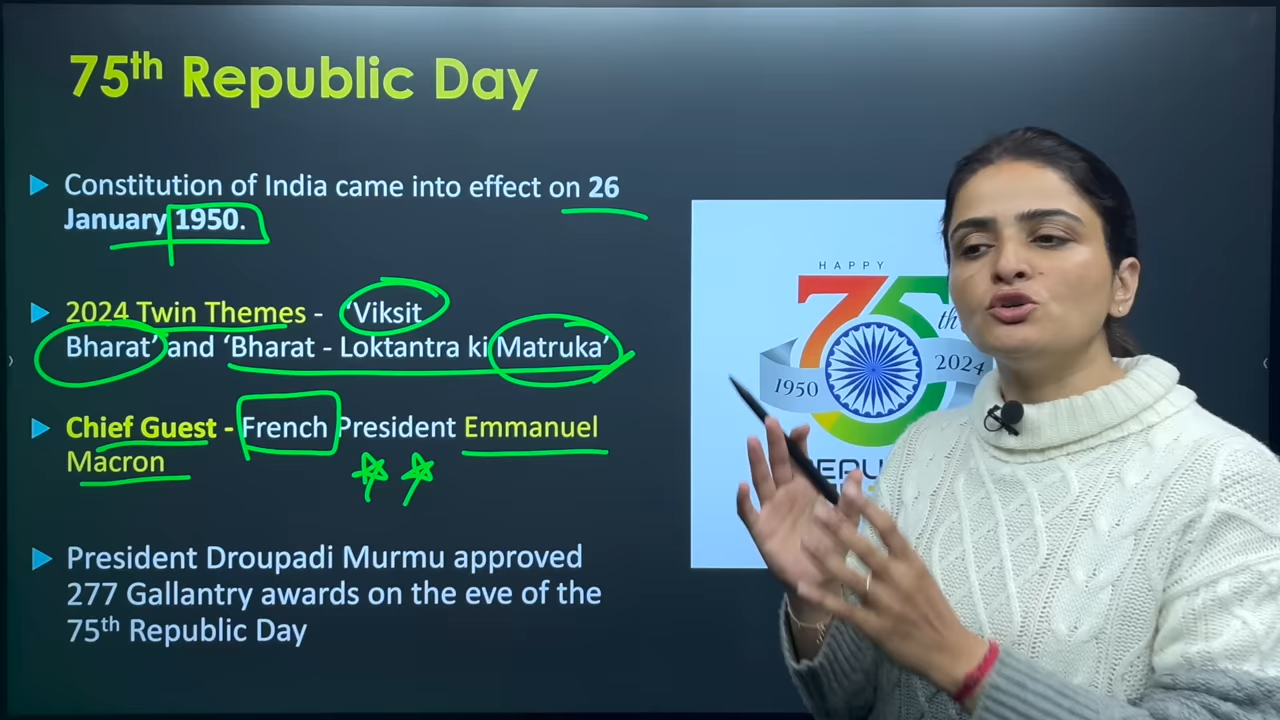 75th Republic Day
Constitution of India came into effect on 26
January 1950.
2024 Twin Themes - ‘Viksit
Bharat’ and ‘Bharat - Loktantra ki Matruka’
Chief Guest - French President Emmanuel
Macron
President Droupadi Murmu approved
277 Gallantry awards on the eve of the
75th Republic Day
HAPPY
75th
1950
2024